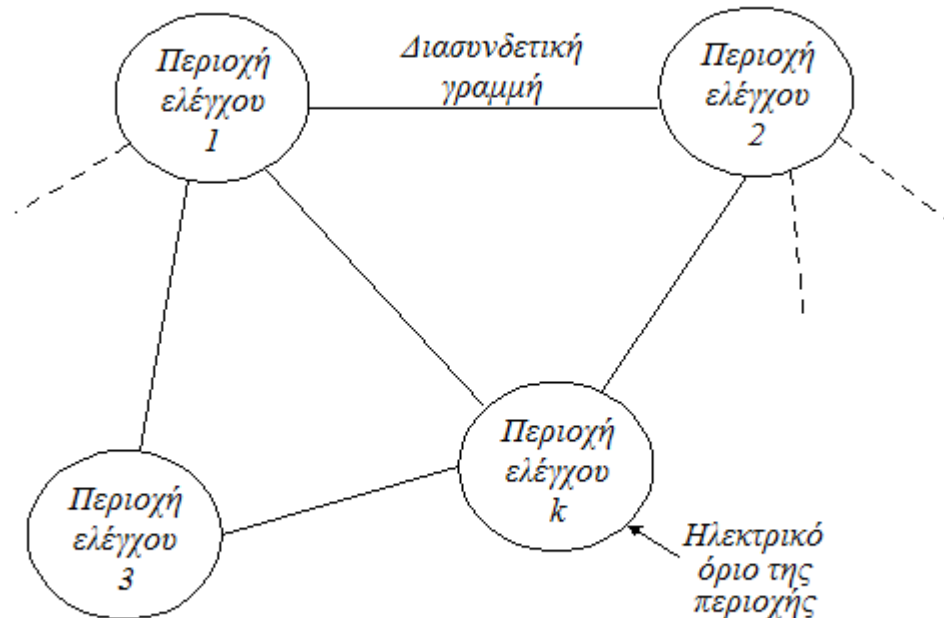 Περιοχή
ελέγχου
1
Διασυνδετική
γραμμή
Περιοχή
ελέγχου
2
Περιοχή
ελέγχου
3
Περιοχή
ελέγχου
k
Ηλεκτρικό
όριο της
περιοχής